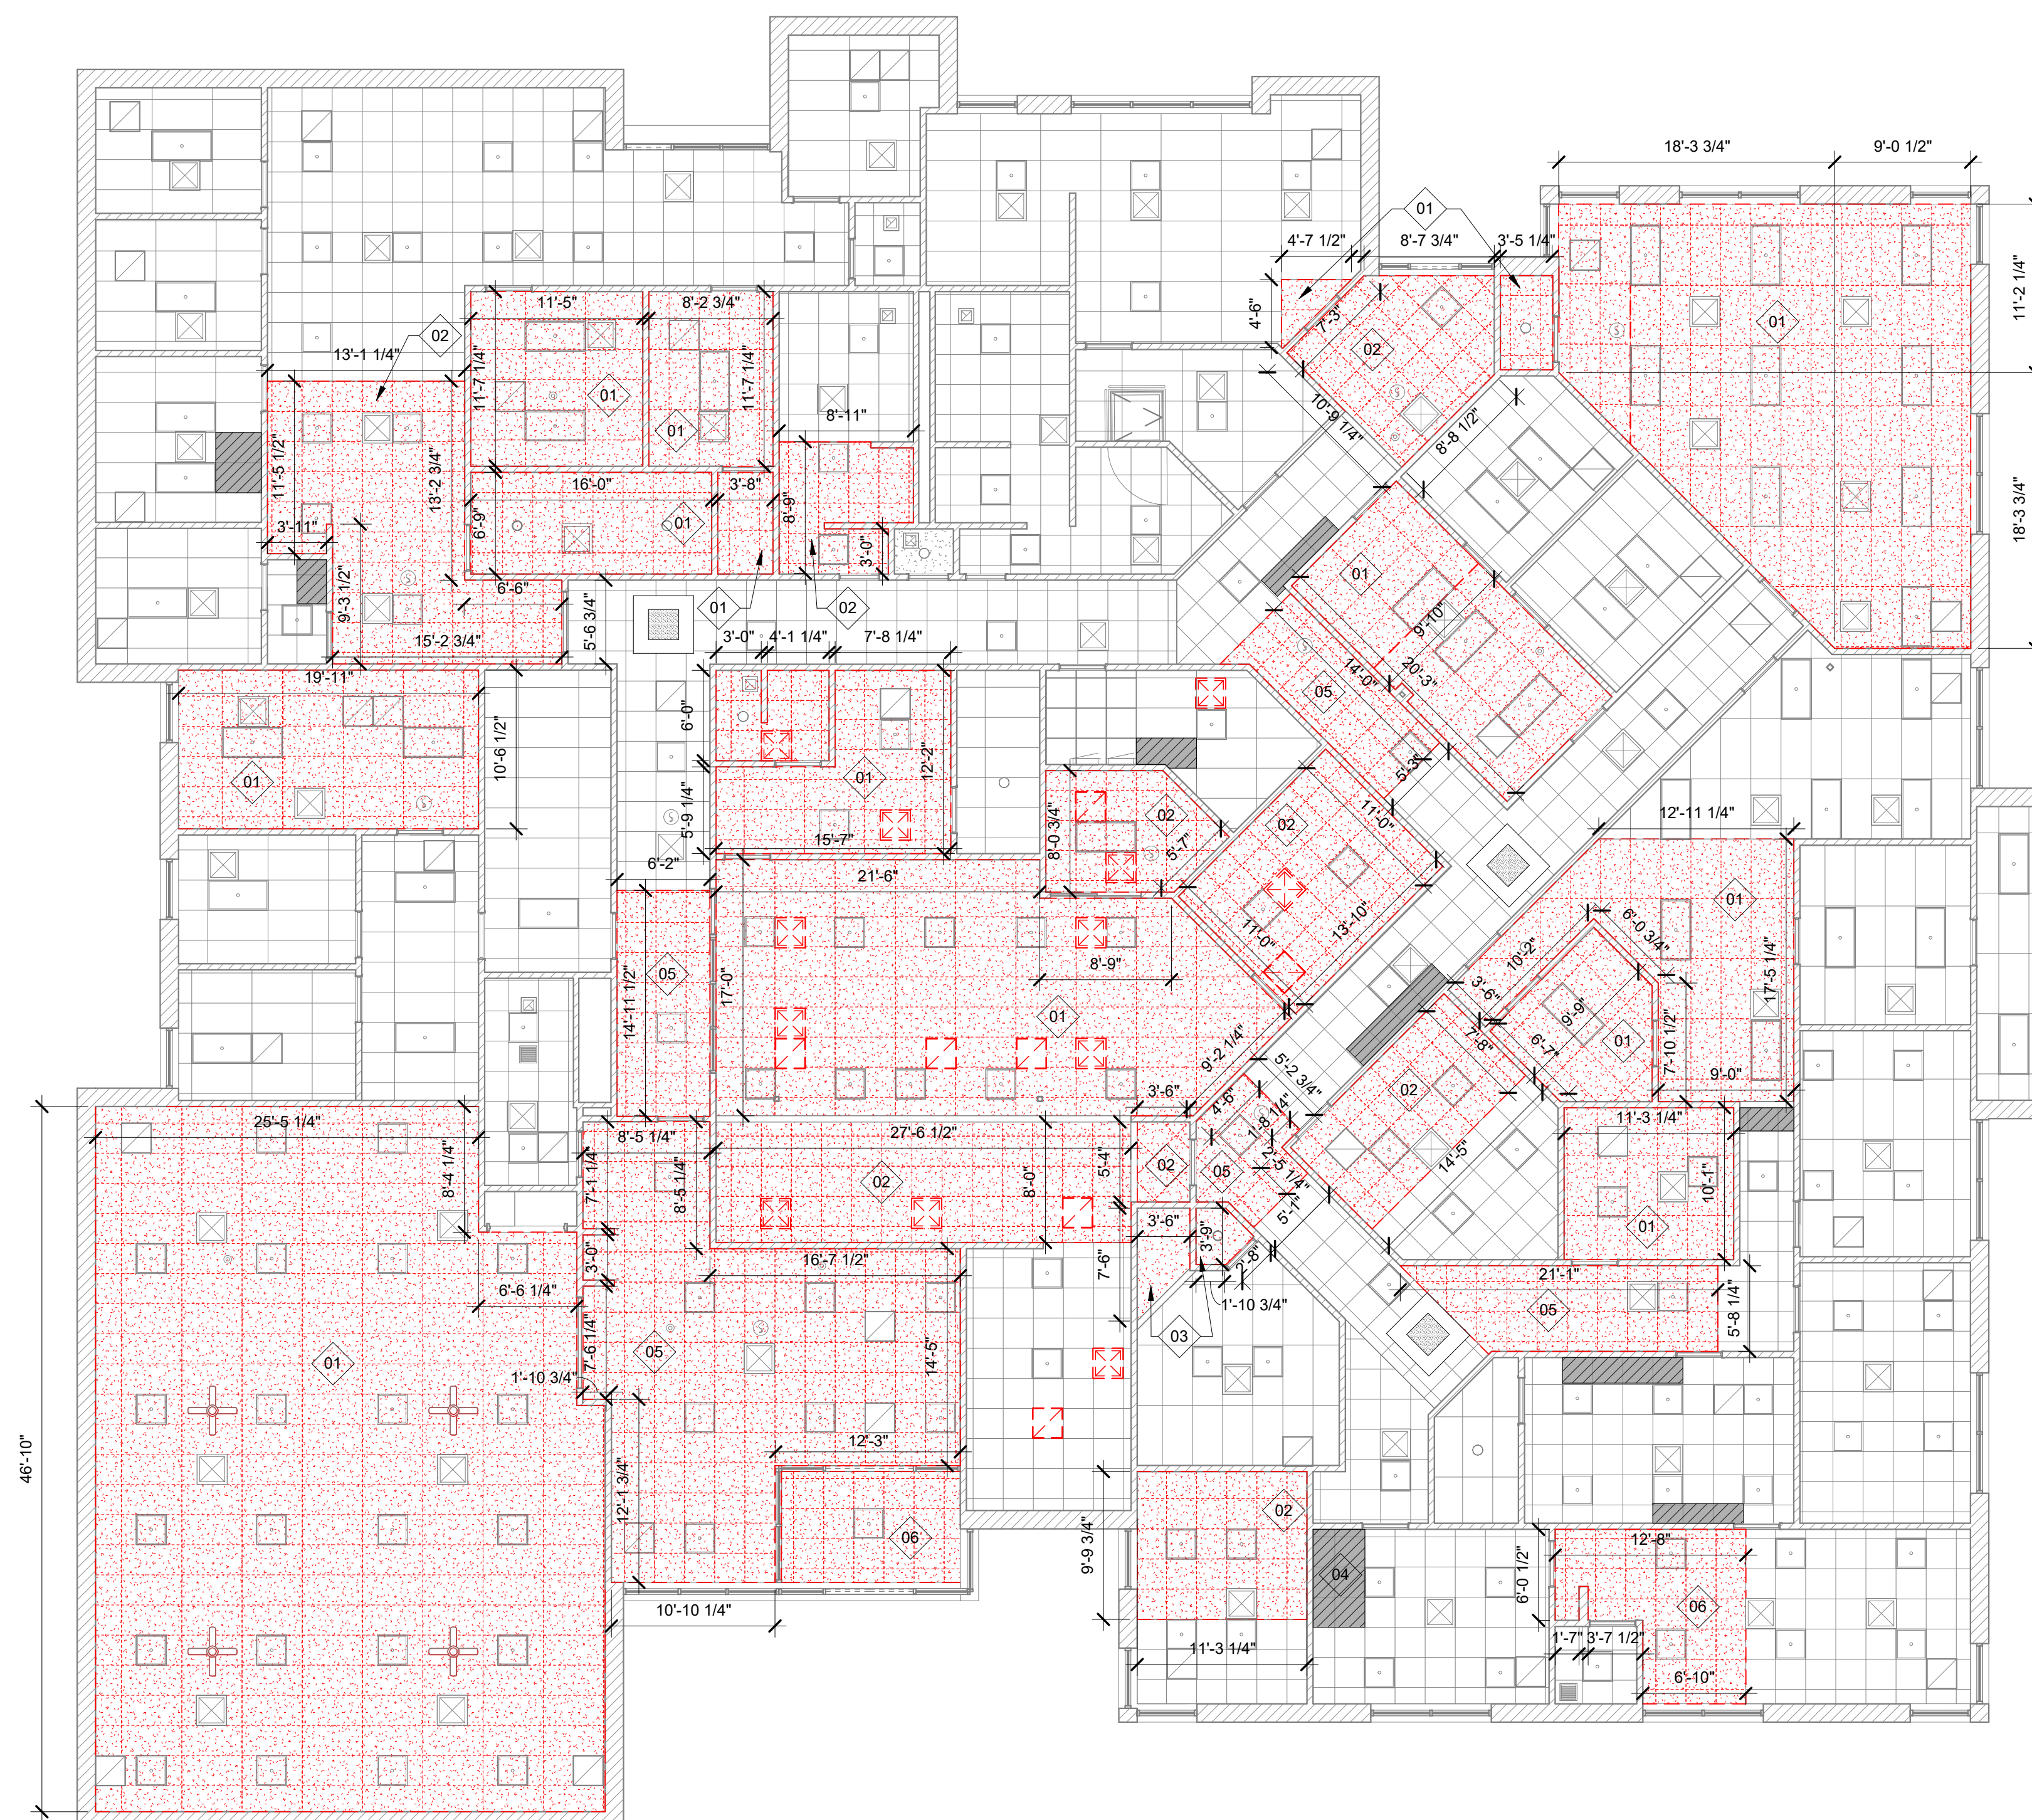 18'-3 3/4" 9'-0 1/2"
01
4'-7 1/2" 8'-7 3/4" 3'-5 1/4"
11'-2 1/4"
11'-5" 8'-2 3/4"
4'-6" 7'-3" 02 01
02
13'-1 1/4"
11'-7 1/4" 01 01 11'-7 1/4"
8'-11"
10'-9 1/4" 8'-8 1/2"
11'-5 1/2" 13'-2 3/4"
16'-0" 3'-8"
3'-11" 6'-9" 01 8'-9" 3'-0"
18'-3 3/4"
9'-3 1/2" 6'-6" 5'-6 3/4"
01 02
01 9'-10"
15'-2 3/4"
3'-0" 4'-1 1/4" 7'-8 1/4"
19'-11"
14'-0" 20'-3"
05
10'-6 1/2" 6'-0" 12'-2"
01 01
5'-3"
5'-9 1/4" 15'-7"
8'-0 3/4" 02 5'-7" 02 11'-0"
12'-11 1/4"
6'-2" 21'-6"
01
11'-0" 13'-10"
6'-0 3/4"
10'-2" 17'-5 1/4"
05 14'-11 1/2" 17'-0"
8'-9"
3'-6"
01
9'-9" 01
7'-8" 6'-7" 7'-10 1/2"
9'-2 1/4"
5'-2 3/4"
02 9'-0"
3'-6" 4'-6"
25'-5 1/4"
8'-5 1/4" 27'-6 1/2"
1'-8 1/4"
11'-3 1/4"
8'-4 1/4" 7'-1 1/4" 8'-5 1/4" 02 8'-0" 5'-4" 02 05 2'-5 1/4"
14'-5" 10'-1"
01
3'-6" 3'-9" 5'-1"
3'-0" 16'-7 1/2" 7'-6" 2'-8"
6'-6 1/4"
1'-10 3/4"
21'-1"
05 5'-8 1/4"
03
01 7'-6 1/4" 05 14'-5"
1'-10 3/4"
12'-3"
46'-10"
12'-1 3/4"
06
02
9'-9 3/4"
04
12'-8"
6'-0 1/2"
06
10'-10 1/4"
11'-3 1/4"
1'-7" 3'-7 1/2"
6'-10"